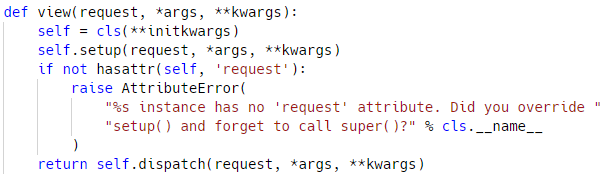 def view(request, *args, **kwargs):
    self = cls(**initkwargs)
    self.setup(request, *args, **kwargs)
    if not hasattr(self, 'request'):
        raise AttributeError(
            "%s instance has no 'request' attribute. Did you override "
            "setup() and forget to call super()?" % cls.__name__
        )
    return self.dispatch(request, *args, **kwargs)